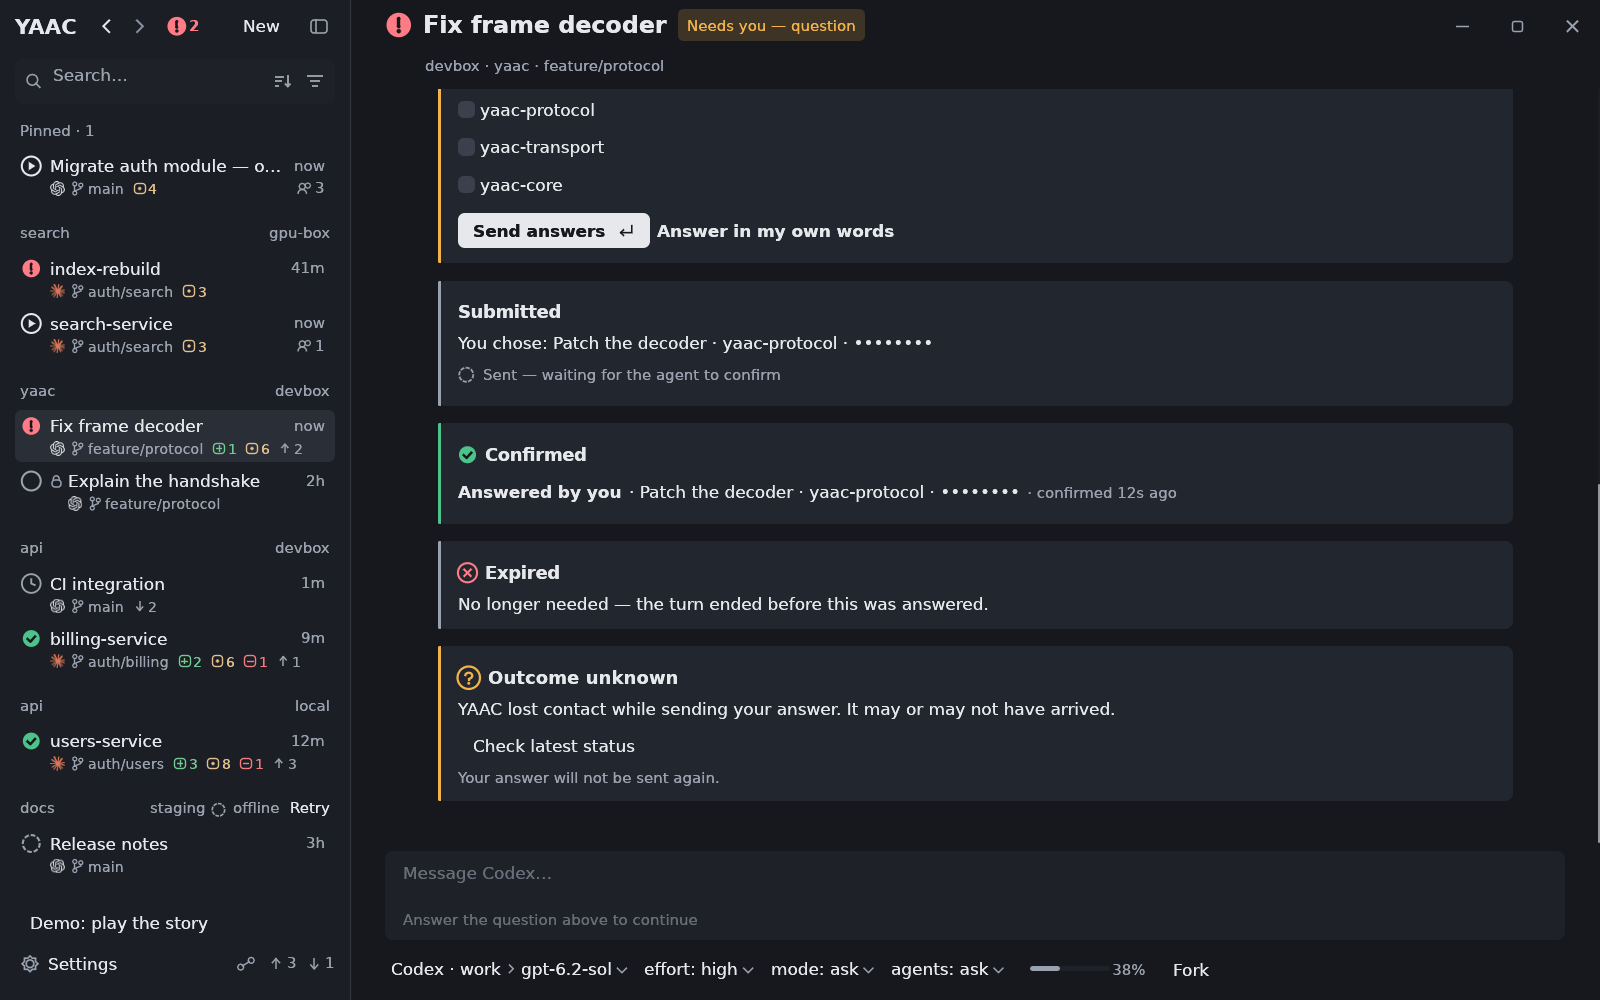 YAAC 2 New
Search...
Pinned · 1
Migrate auth module — o... now
main 4 3
search gpu-box
index-rebuild 41m
auth/search 3
search-service now
auth/search 3 1
yaac devbox
Fix frame decoder now
feature/protocol 1 6 ↑ 2
Explain the handshake 2h
feature/protocol
api devbox
CI integration 1m
main ↓ 2
billing-service 9m
auth/billing 2 6 1 ↑ 1
api local
users-service 12m
auth/users 3 8 1 ↑ 3
docs staging offline Retry
Release notes 3h
main
Demo: play the story
Settings ↑ 3 ↓ 1
Fix frame decoder Needs you — question
devbox · yaac · feature/protocol
yaac-protocol
yaac-transport
yaac-core
Send answers ↵ Answer in my own words
Submitted
You chose: Patch the decoder · yaac-protocol · ••••••••
Sent — waiting for the agent to confirm
Confirmed
Answered by you · Patch the decoder · yaac-protocol · •••••••• · confirmed 12s ago
Expired
No longer needed — the turn ended before this was answered.
Outcome unknown
YAAC lost contact while sending your answer. It may or may not have arrived.
Check latest status
Your answer will not be sent again.
Message Codex...
Answer the question above to continue
Codex · work › gpt-6.2-sol effort: high mode: ask agents: ask 38% Fork